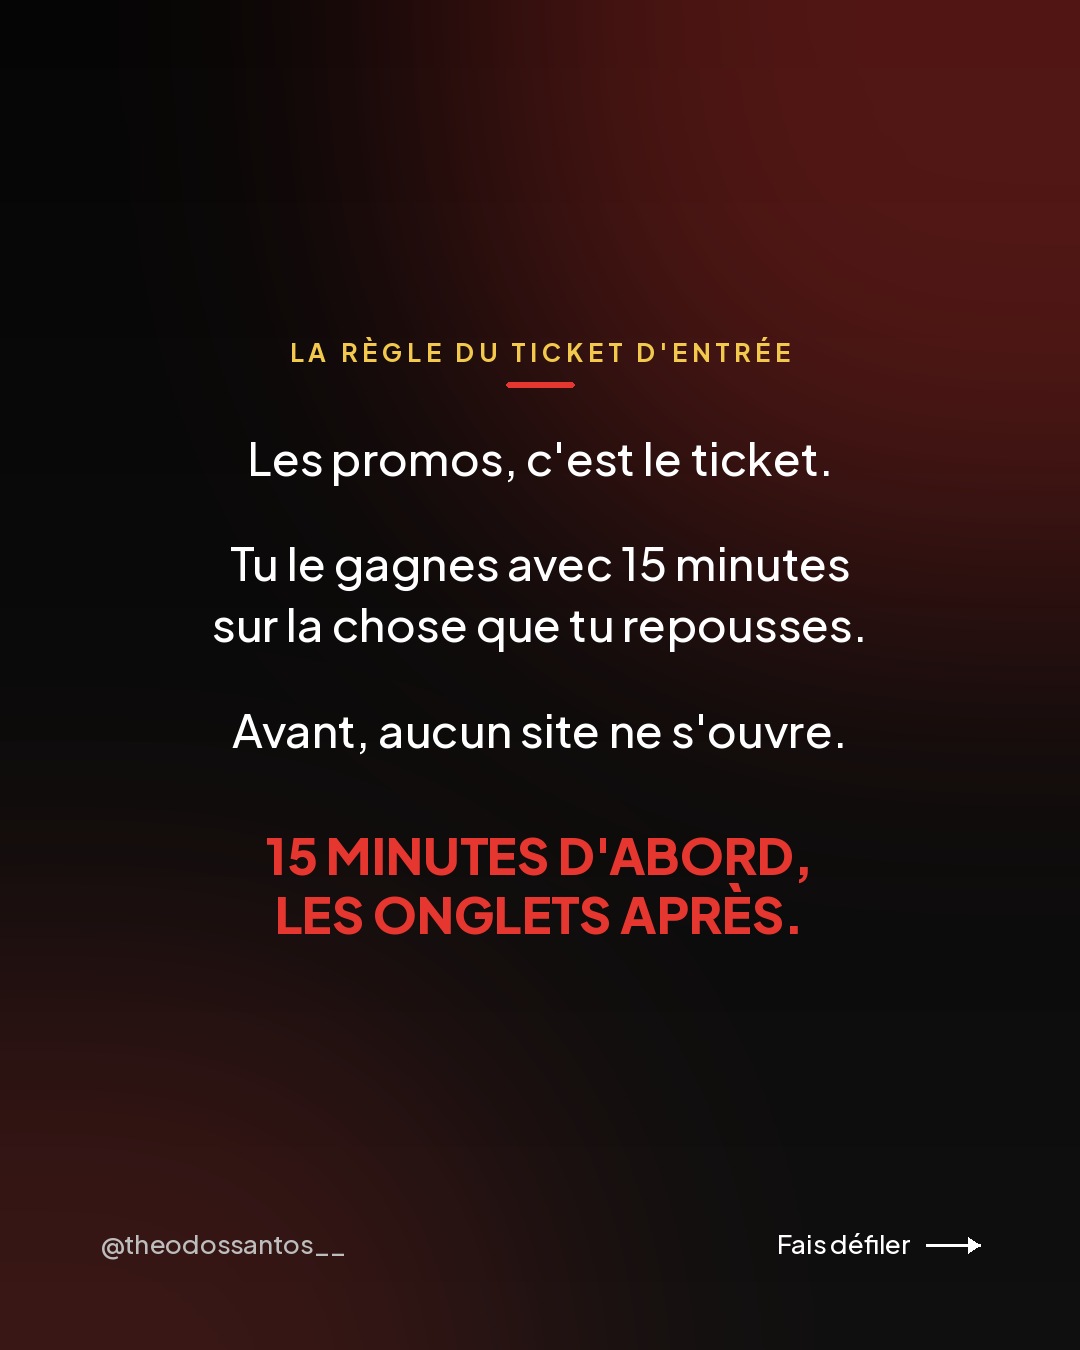 LA RÈGLE DU TICKET D'ENTRÉE
Les promos, c'est le ticket.
Tu le gagnes avec 15 minutes
sur la chose que tu repousses.
Avant, aucun site ne s'ouvre.
15 MINUTES D'ABORD,
LES ONGLETS APRÈS.
@theodossantos__
Fais défiler